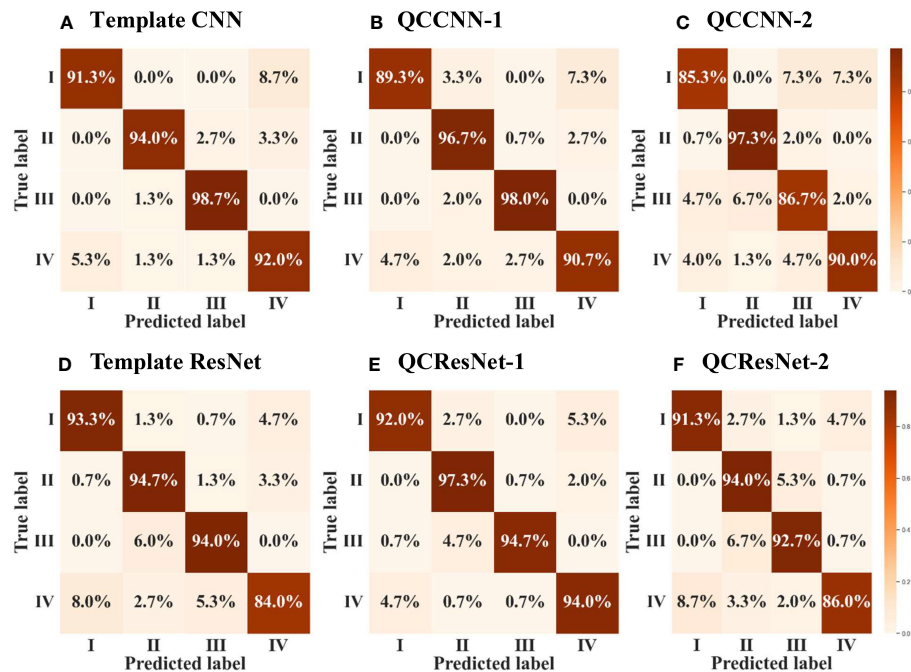 A Template CNN
B QCCNN-1
C QCCNN-2
I 91.3% 0.0% 0.0% 8.7%
II 0.0% 94.0% 2.7% 3.3%
III 0.0% 1.3% 98.7% 0.0%
IV 5.3% 1.3% 1.3% 92.0%
I II III IV
True label
Predicted label
I 89.3% 3.3% 0.0% 7.3%
II 0.0% 96.7% 0.7% 2.7%
III 0.0% 2.0% 98.0% 0.0%
IV 4.7% 2.0% 2.7% 90.7%
I II III IV
True label
Predicted label
I 85.3% 0.0% 7.3% 7.3%
II 0.7% 97.3% 2.0% 0.0%
III 4.7% 6.7% 86.7% 2.0%
IV 4.0% 1.3% 4.7% 90.0%
I II III IV
True label
Predicted label
D Template ResNet
E QCResNet-1
F QCResNet-2
I 93.3% 1.3% 0.7% 4.7%
II 0.7% 94.7% 1.3% 3.3%
III 0.0% 6.0% 94.0% 0.0%
IV 8.0% 2.7% 5.3% 84.0%
I II III IV
True label
Predicted label
I 92.0% 2.7% 0.0% 5.3%
II 0.0% 97.3% 0.7% 2.0%
III 0.7% 4.7% 94.7% 0.0%
IV 4.7% 0.7% 0.7% 94.0%
I II III IV
True label
Predicted label
I 91.3% 2.7% 1.3% 4.7%
II 0.0% 94.0% 5.3% 0.7%
III 0.0% 6.7% 92.7% 0.7%
IV 8.7% 3.3% 2.0% 86.0%
I II III IV
True label
Predicted label
0.8
0.6
0.4
0.2
0.0